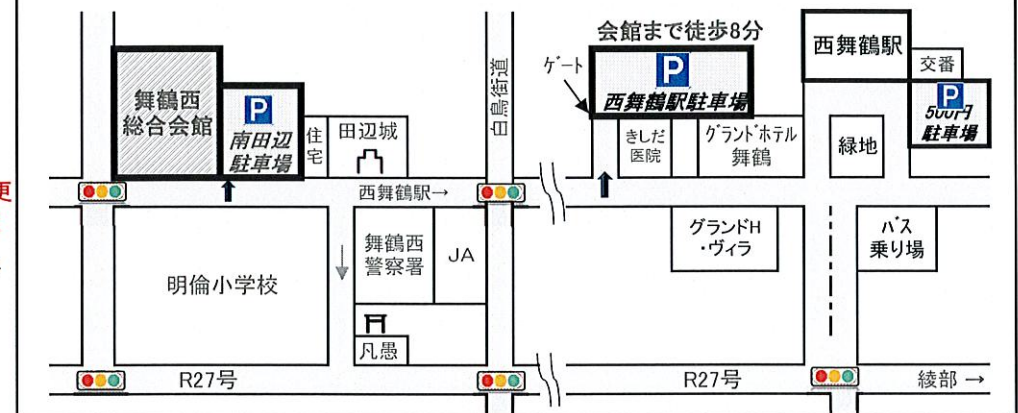 会館まで徒歩8分
西舞鶴駅
交番
ゲート
P
西舞鶴駅駐車場
P
500円
駐車場
白鳥街道
舞鶴西
総合会館
P
南田辺
駐車場
住宅
田辺城
きしだ
医院
グランドホテル
舞鶴
緑地
更
西舞鶴駅→
舞鶴西
警察署
JA
グランドH
・ヴィラ
バス
乗り場
明倫小学校
凡愚
R27号
R27号
綾部→